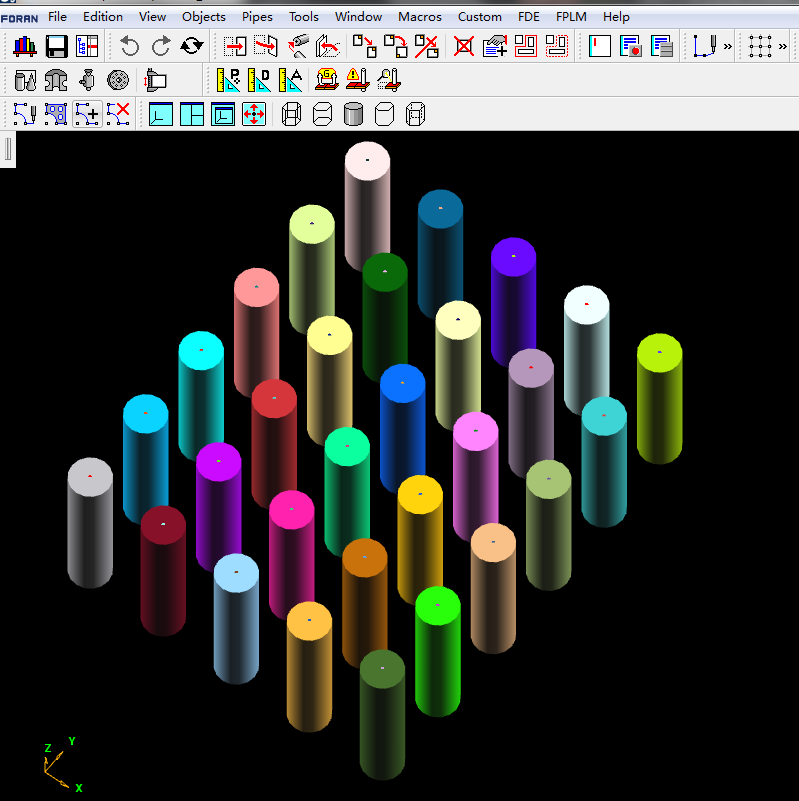 FORAN File Edition View Objects Pipes Tools Window Macros Custom FDE FPLM Help
»
»
P D A
Z Y
X